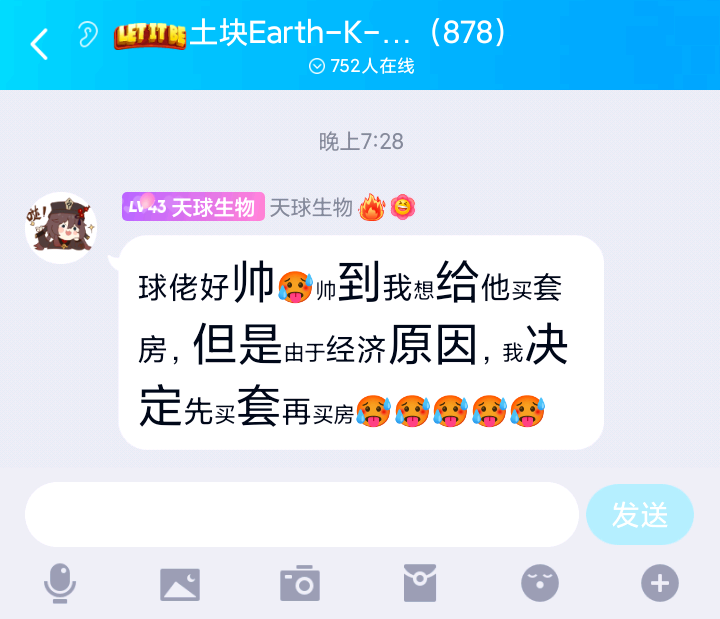 LET IT BE土块Earth-K-...（878）
752人在线
晚上7:28
哇!
LV43 天球生物 天球生物🔥
球佬好帅🥵帅到我想给他买套
房，但是由于经济原因，我决
定先买套再买房🥵🥵🥵🥵🥵
发送